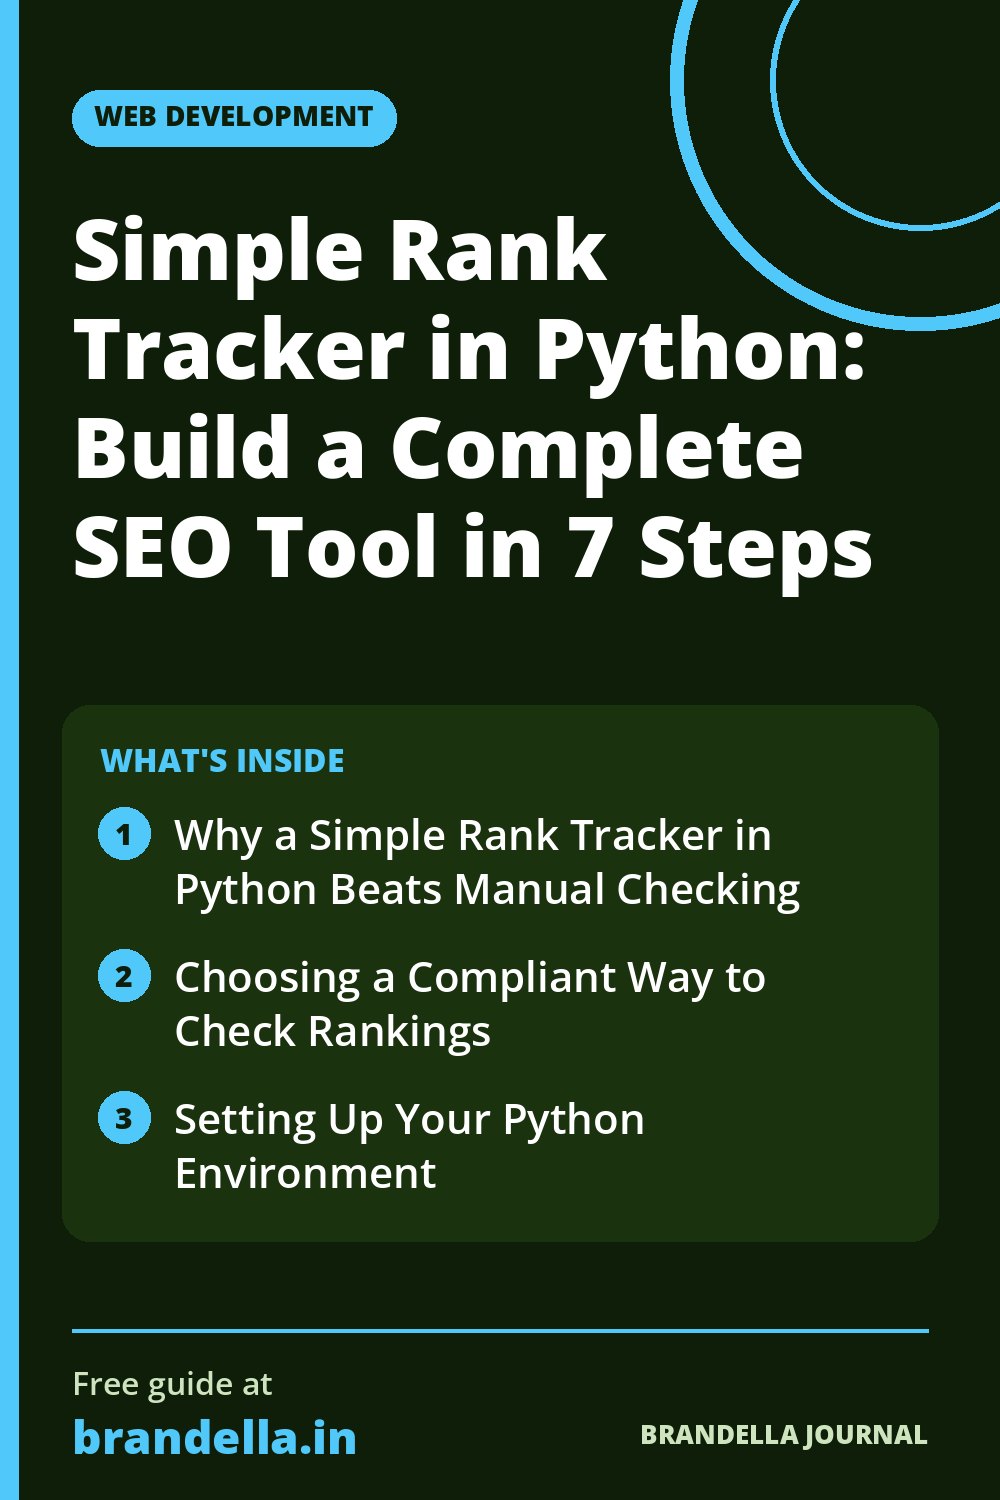 WEB DEVELOPMENT
Simple Rank
Tracker in Python:
Build a Complete
SEO Tool in 7 Steps
WHAT'S INSIDE
1 Why a Simple Rank Tracker in
Python Beats Manual Checking
2 Choosing a Compliant Way to
Check Rankings
3 Setting Up Your Python
Environment
Free guide at
brandella.in
BRANDELLA JOURNAL